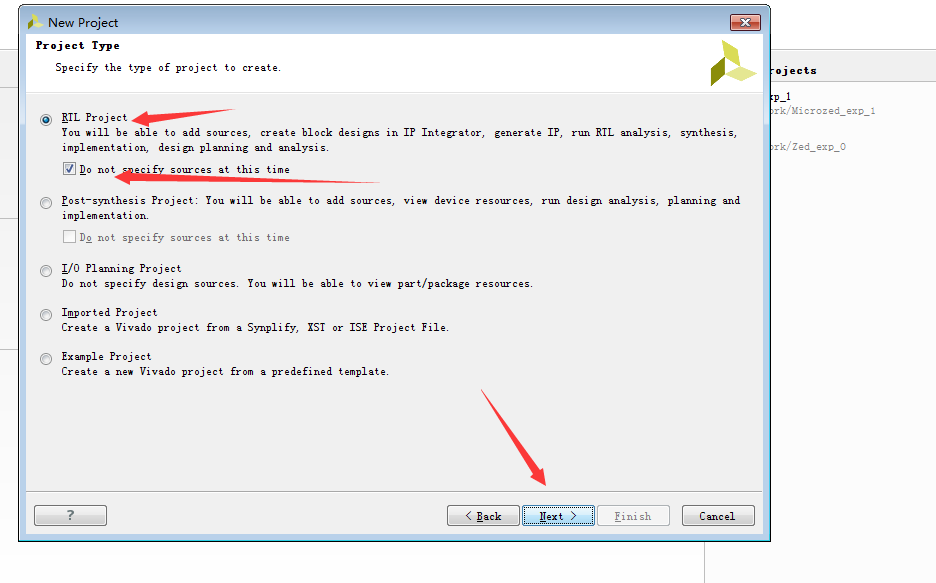 New Project
Project Type
Specify the type of project to create.
rojects
xp_1
ork/Microzed_exp_1
ork/Zed_exp_0
RTL Project
You will be able to add sources, create block designs in IP Integrator, generate IP, run RTL analysis, synthesis,
implementation, design planning and analysis.
Do not specify sources at this time
Post-synthesis Project: You will be able to add sources, view device resources, run design analysis, planning and
implementation.
Do not specify sources at this time
I/O Planning Project
Do not specify design sources. You will be able to view part/package resources.
Imported Project
Create a Vivado project from a Synplify, XST or ISE Project File.
Example Project
Create a new Vivado project from a predefined template.
?
< Back
Next >
Finish
Cancel